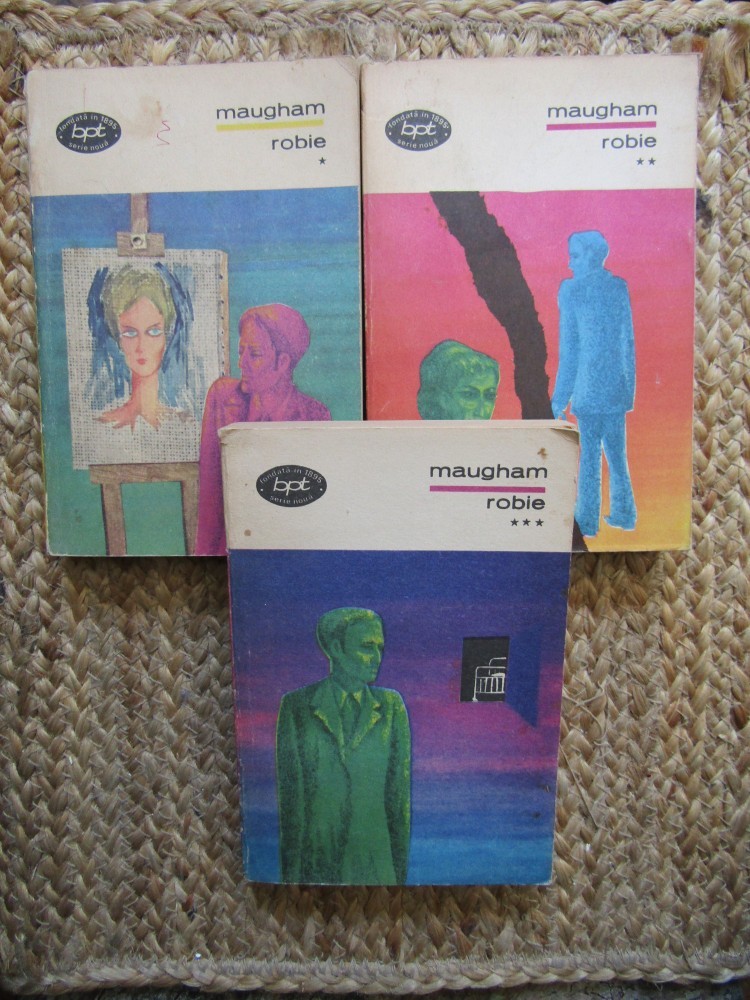 fondată în 1895
bpt
serie nouă
maugham
robie
*
fondată în 1895
bpt
serie nouă
maugham
robie
**
fondată în 1895
bpt
serie nouă
maugham
robie
***